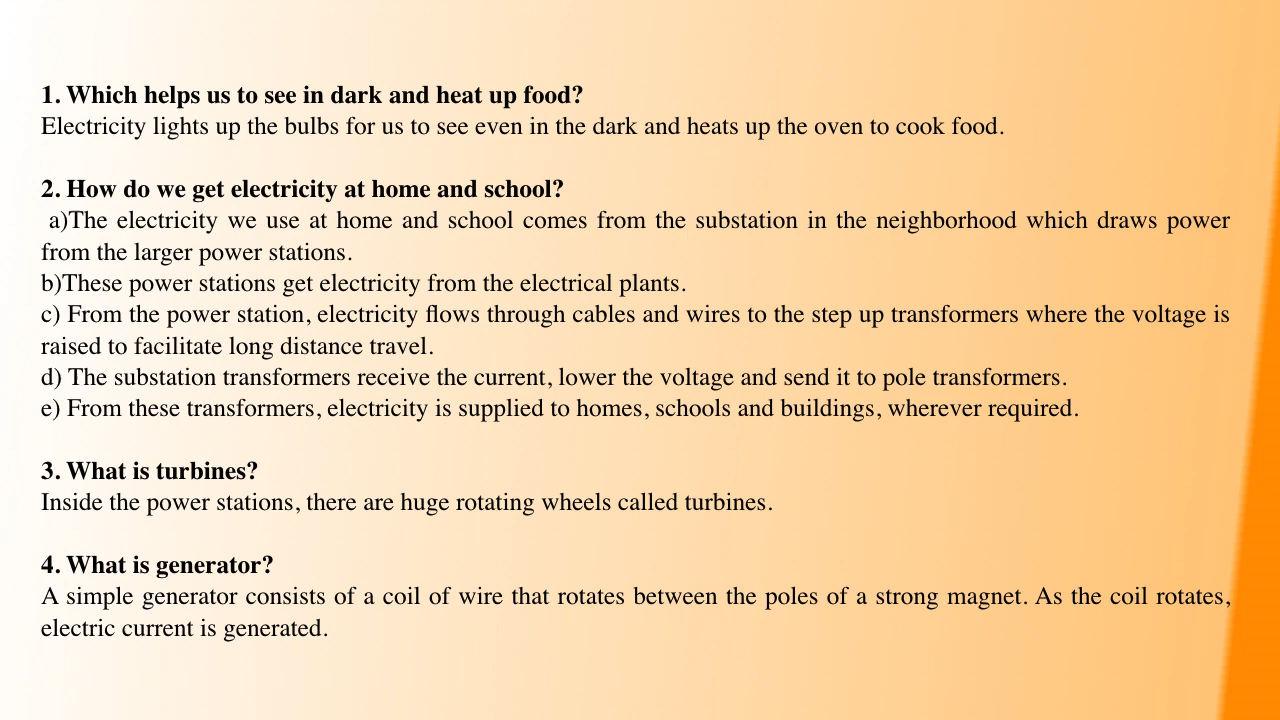 1. Which helps us to see in dark and heat up food?
Electricity lights up the bulbs for us to see even in the dark and heats up the oven to cook food.
2. How do we get electricity at home and school?
a)The electricity we use at home and school comes from the substation in the neighborhood which draws power
from the larger power stations.
b)These power stations get electricity from the electrical plants.
c) From the power station, electricity flows through cables and wires to the step up transformers where the voltage is
raised to facilitate long distance travel.
d) The substation transformers receive the current, lower the voltage and send it to pole transformers.
e) From these transformers, electricity is supplied to homes, schools and buildings, wherever required.
3. What is turbines?
Inside the power stations, there are huge rotating wheels called turbines.
4. What is generator?
A simple generator consists of a coil of wire that rotates between the poles of a strong magnet. As the coil rotates,
electric current is generated.